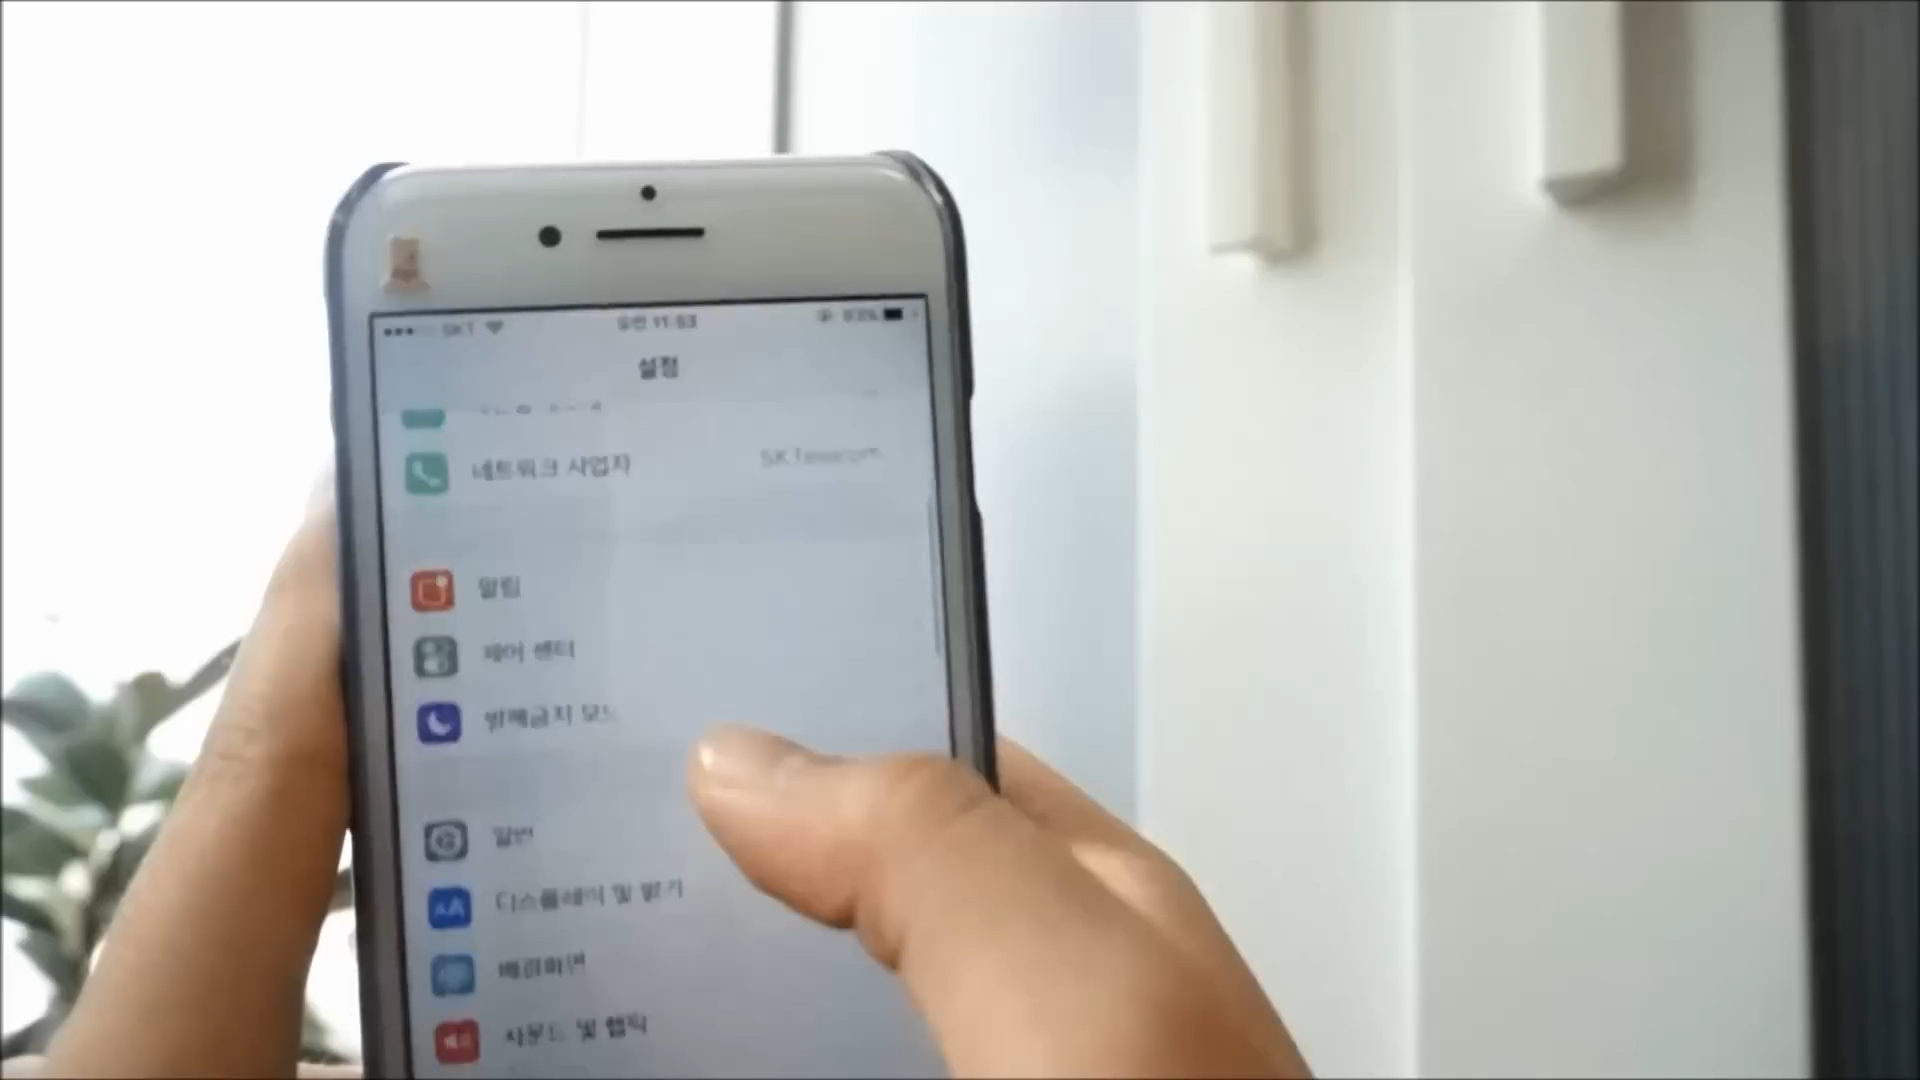 SKT 오전 11:53 83%
설정
네트워크 사업자 SK Telecom
알림
제어 센터
방해금지 모드
일반
디스플레이 및 밝기
배경화면
사운드 및 햅틱